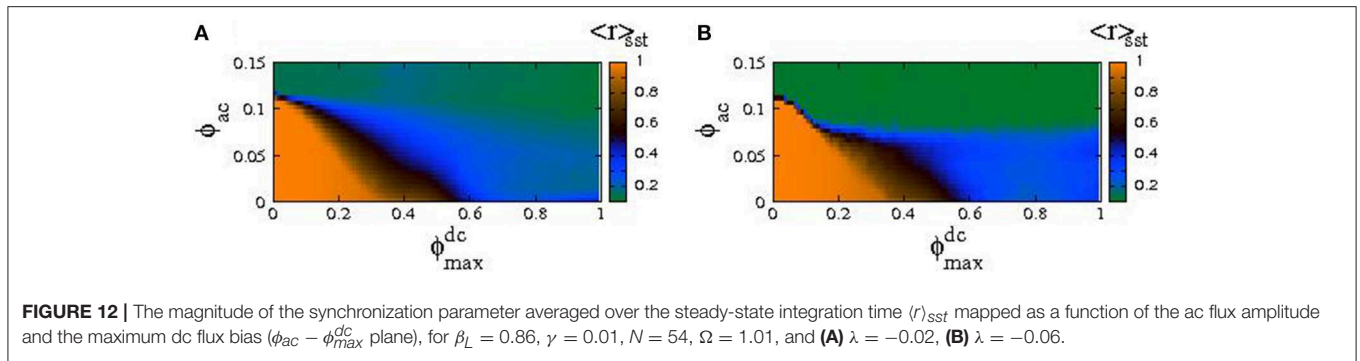 A
<r>sst
0.15
0.1
0.05
0
ϕac
0 0.2 0.4 0.6 0.8 1
ϕdcmax
1
0.8
0.6
0.4
0.2
B
<r>sst
0.15
0.1
0.05
0
ϕac
0 0.2 0.4 0.6 0.8 1
ϕdcmax
1
0.8
0.6
0.4
0.2
FIGURE 12 | The magnitude of the synchronization parameter averaged over the steady-state integration time ⟨r⟩sst mapped as a function of the ac flux amplitude
and the maximum dc flux bias (ϕac − ϕdcmax plane), for βL = 0.86, γ = 0.01, N = 54, Ω = 1.01, and (A) λ = −0.02, (B) λ = −0.06.